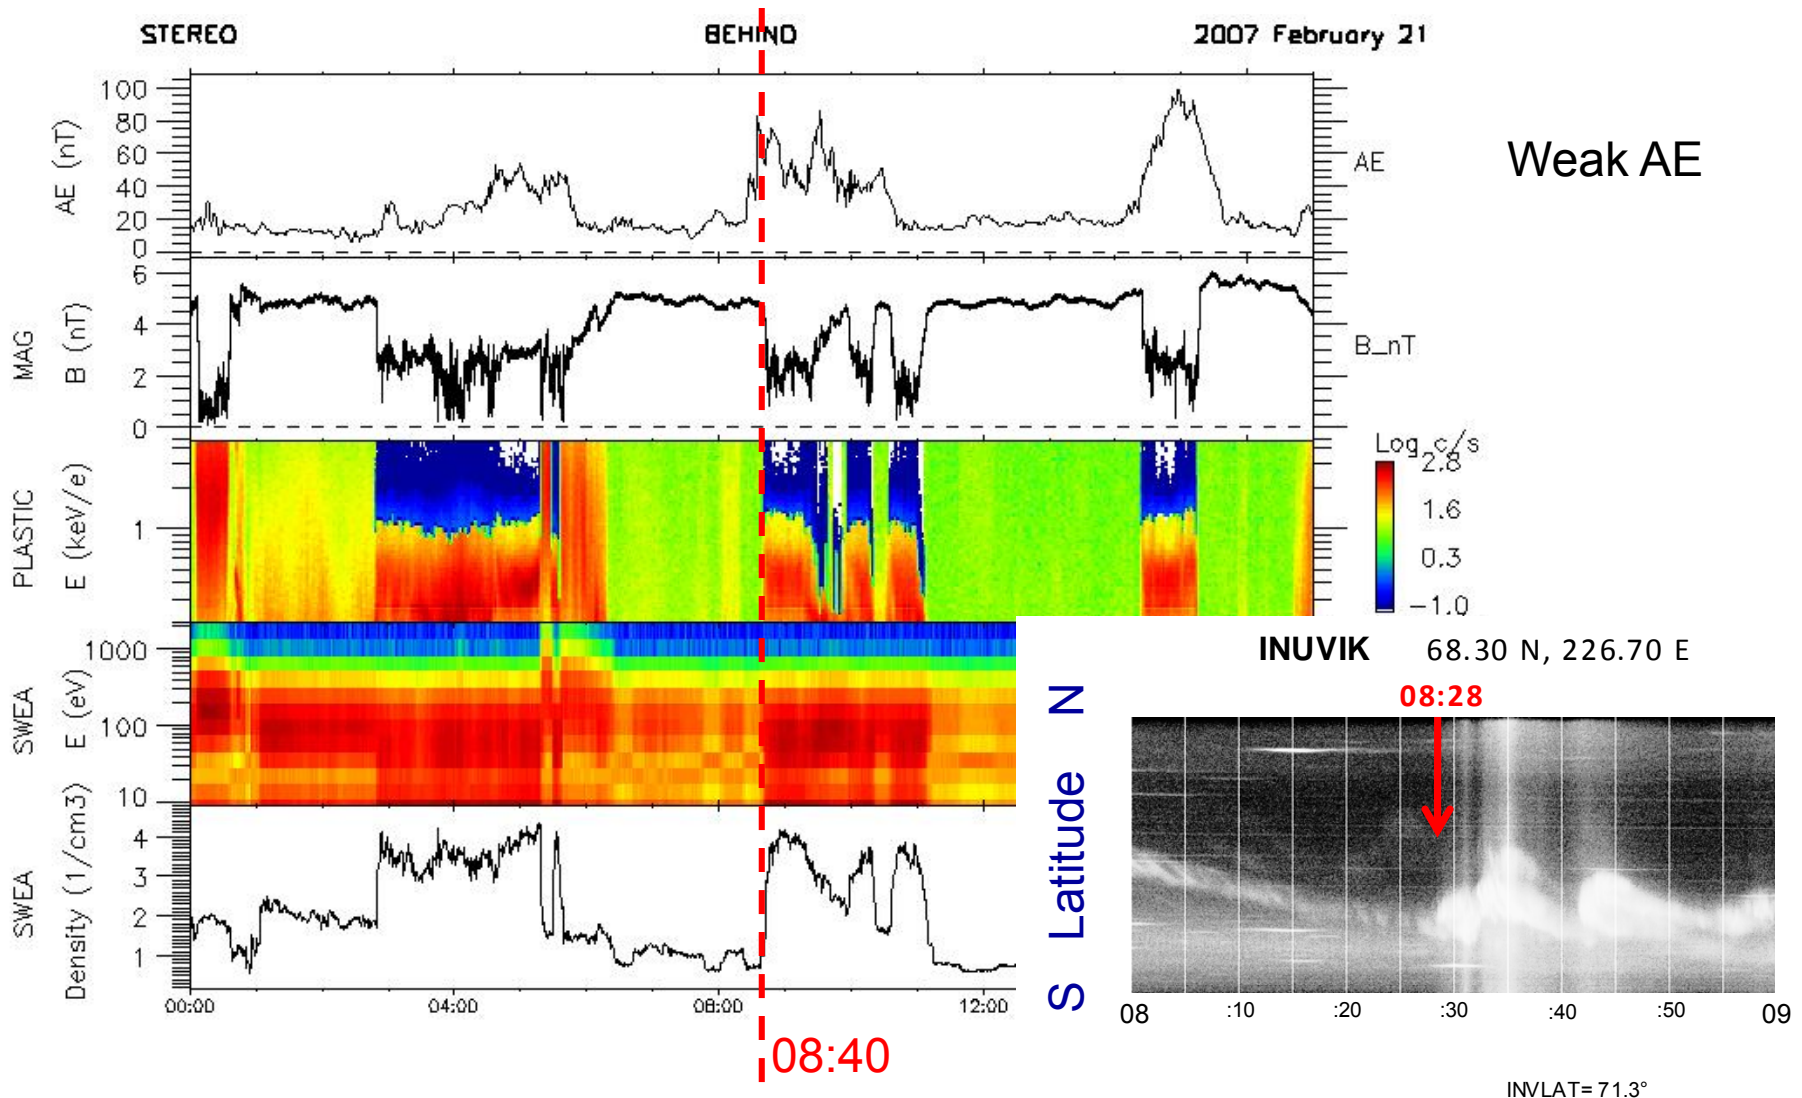 STEREO BEHIND 2007 February 21
AE (nT)
100
80
60
40
20
0
AE
Weak AE
MAG
B (nT)
6
4
2
0
B_nT
PLASTIC
E (keV/e)
1
Log c/s
2.8
1.6
0.3
-1.0
SWEA
E (eV)
1000
100
10
SWEA
Density (1/cm3)
4
3
2
1
00:00 04:00 08:00 12:00
08:40
INUVIK 68.30 N, 226.70 E
08:28
S Latitude N
08 :10 :20 :30 :40 :50 09
INVLAT= 71.3°